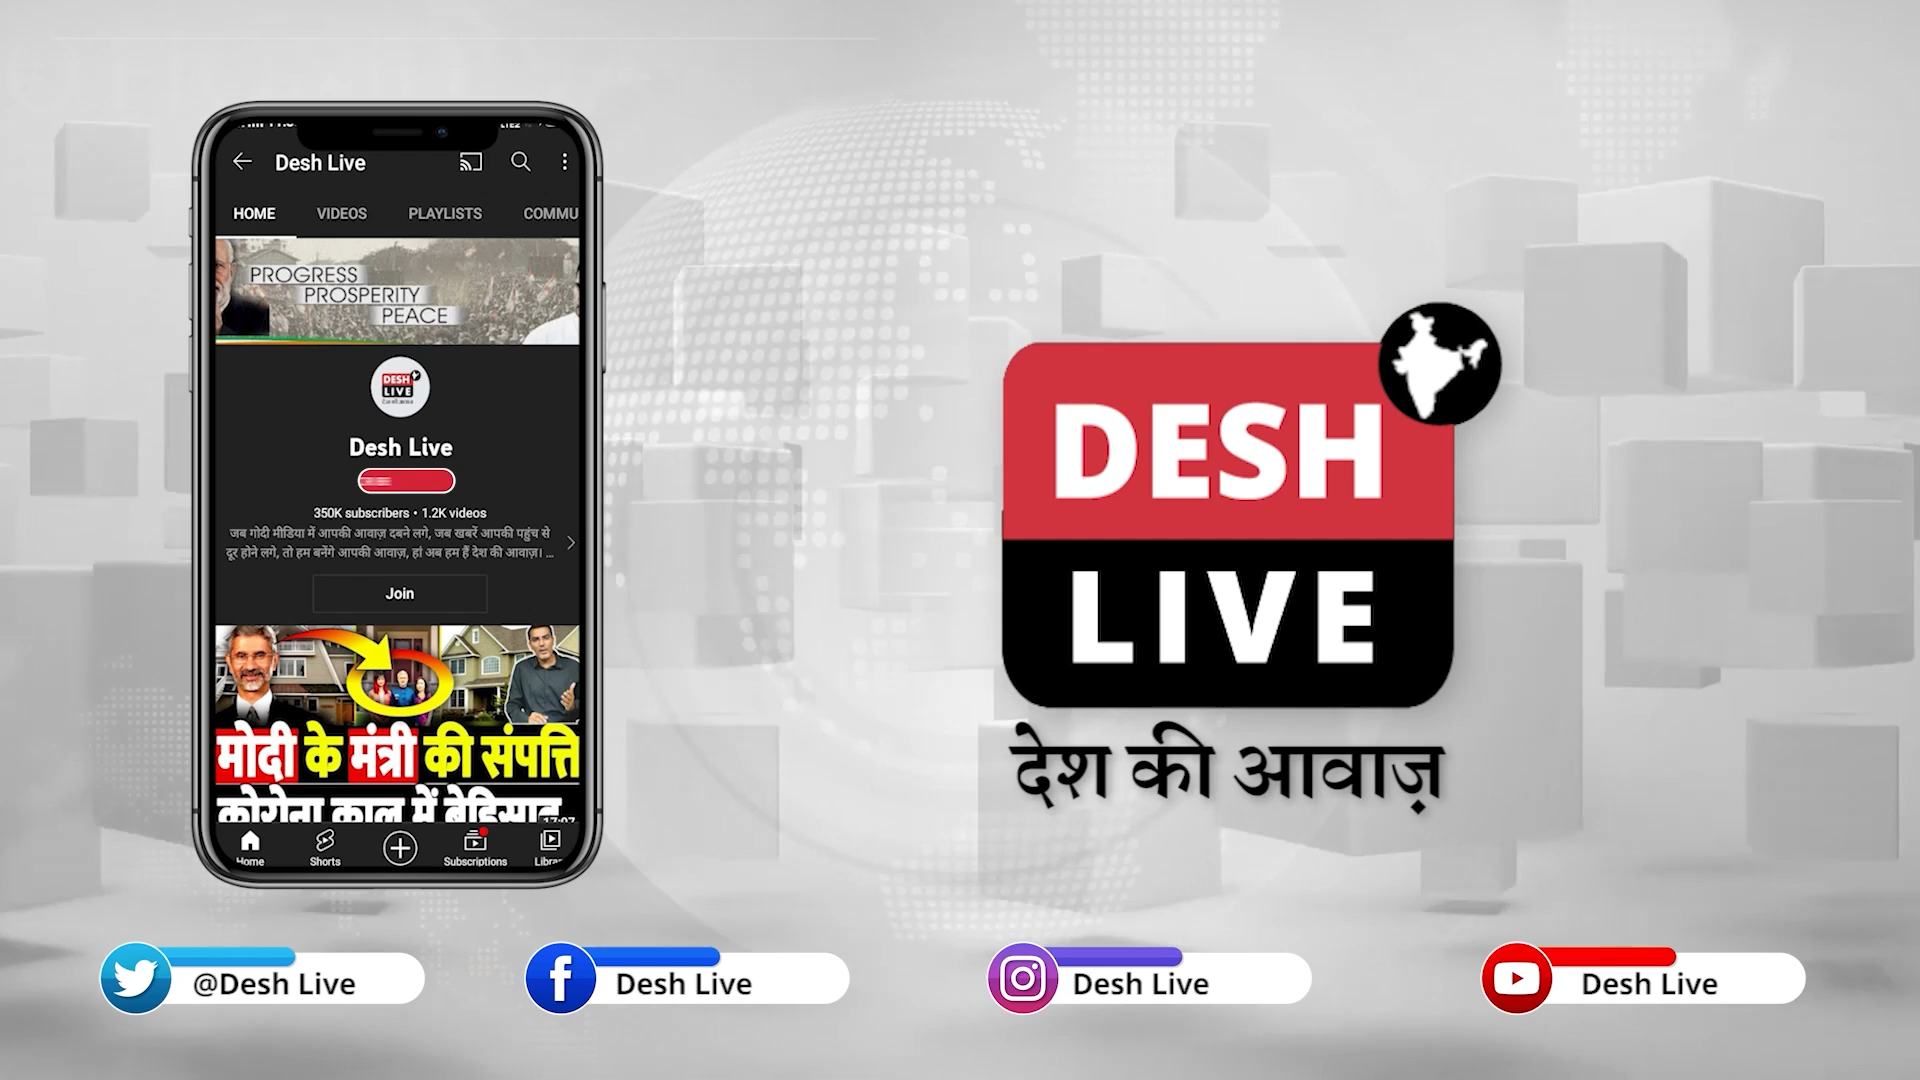 Desh Live
HOME VIDEOS PLAYLISTS COMMU
PROGRESS
PROSPERITY
PEACE
DESH
LIVE
Desh Live
350K subscribers • 1.2K videos
जब गोदी मीडिया में आपकी आवाज़ दबने लगे, जब खबरें आपकी पहुंच से
दूर होने लगे, तो हम बनेंगे आपकी आवाज़, हां अब हम हैं देश की आवाज़। ...
Join
मोदी के मंत्री की संपत्ति
कोरोना काल में बेहिसाब
Home Shorts Subscriptions
DESH
LIVE
देश की आवाज़
@Desh Live
Desh Live
Desh Live
Desh Live